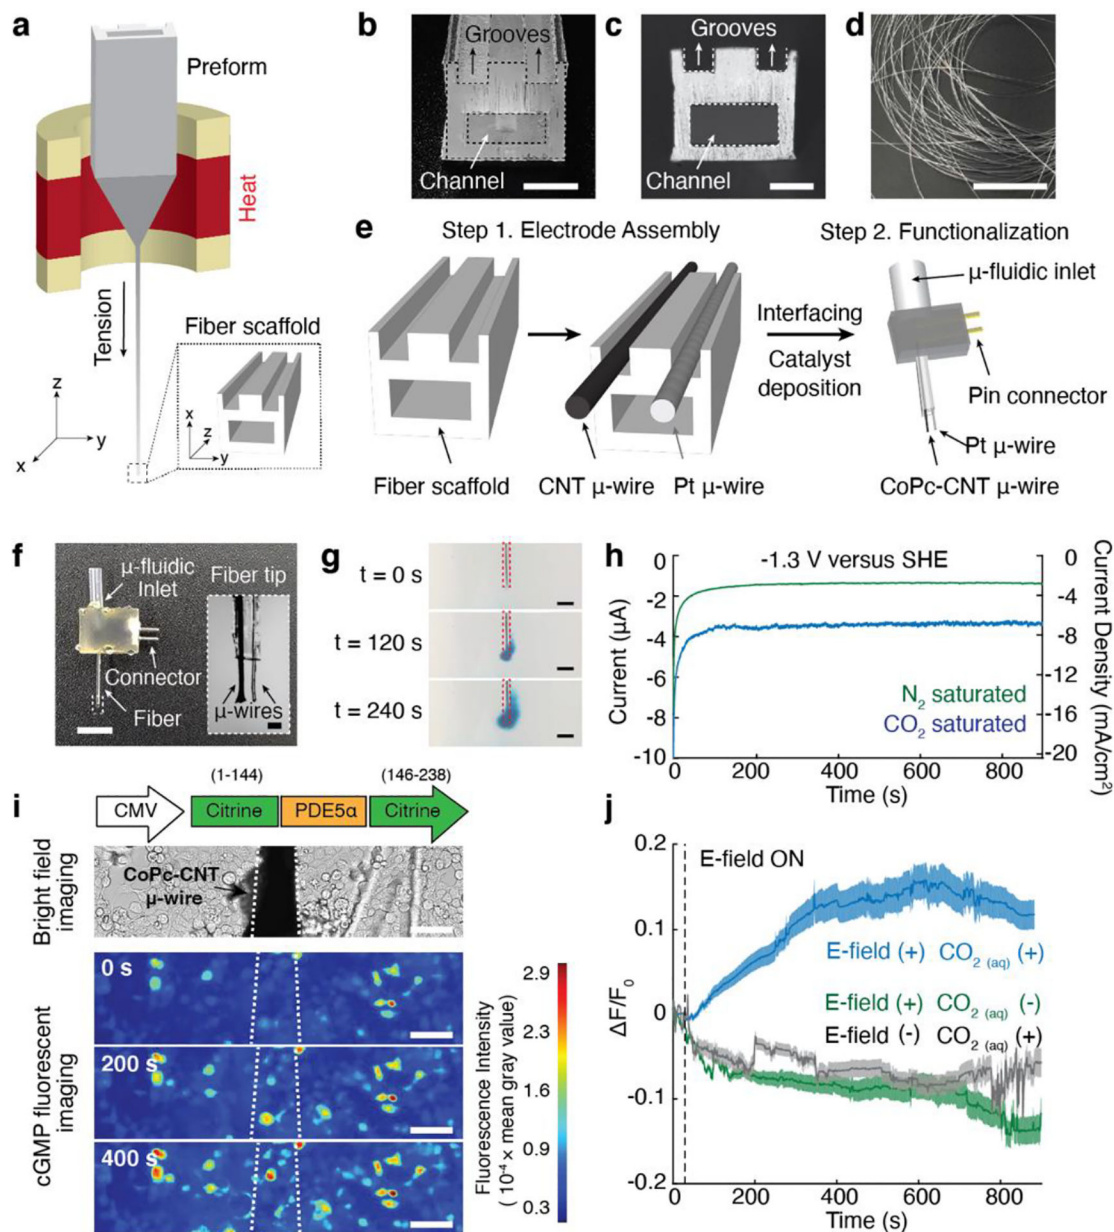 a
Preform
Heat
Tension
Fiber scaffold
z
y
x
x
z
y
b
Grooves
Channel
c
Grooves
Channel
d
e
Step 1. Electrode Assembly
Step 2. Functionalization
Fiber scaffold
CNT μ-wire
Pt μ-wire
Interfacing
Catalyst
deposition
μ-fluidic inlet
Pin connector
Pt μ-wire
CoPc-CNT μ-wire
f
μ-fluidic
Inlet
Fiber tip
Connector
Fiber
μ-wires
g
t = 0 s
t = 120 s
t = 240 s
h
-1.3 V versus SHE
0
-2
-4
-6
-8
-10
Current (μA)
0
-4
-8
-12
-16
-20
Current Density
(mA/cm²)
N₂ saturated
CO₂ saturated
0 200 400 600 800
Time (s)
i
(1-144)
(146-238)
CMV
Citrine
PDE5α
Citrine
Bright field
imaging
CoPc-CNT
μ-wire
cGMP fluorescent
imaging
0 s
200 s
400 s
2.9
2.3
1.6
0.9
0.3
Fluorescence Intensity
(10⁻⁴ × mean gray value)
j
E-field ON
0.2
0.1
0
-0.1
-0.2
ΔF/F₀
E-field (+) CO₂ (aq) (+)
E-field (+) CO₂ (aq) (-)
E-field (-) CO₂ (aq) (+)
0 200 400 600 800
Time (s)